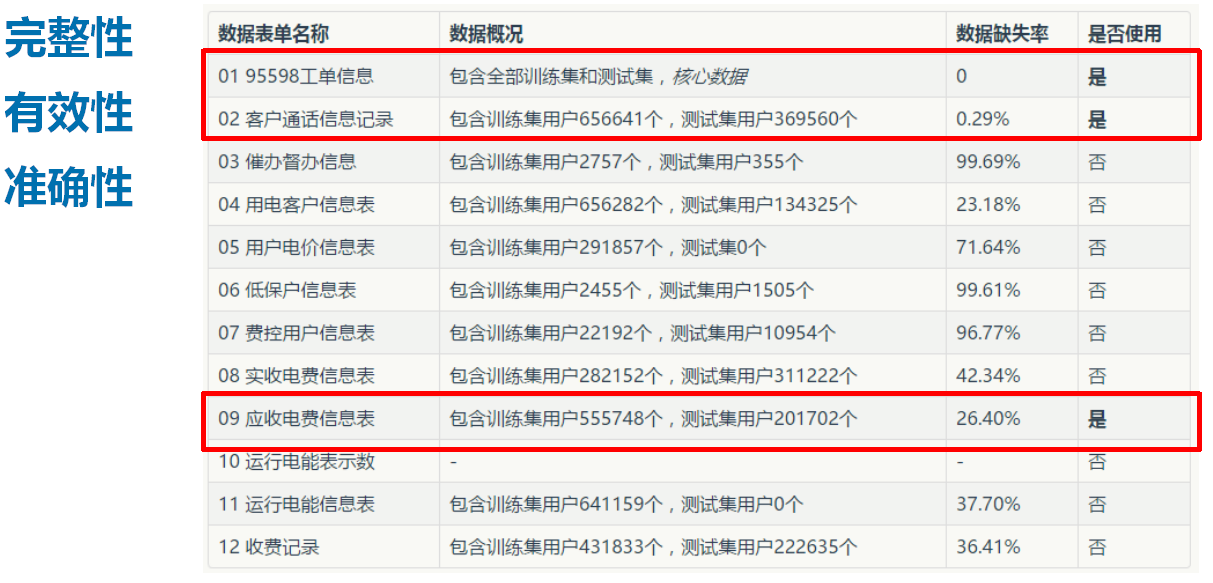 完整性
有效性
准确性
数据表单名称 数据概况 数据缺失率 是否使用
01 95598工单信息 包含全部训练集和测试集，核心数据 0 是
02 客户通话信息记录 包含训练集用户656641个，测试集用户369560个 0.29% 是
03 催办督办信息 包含训练集用户2757个，测试集用户355个 99.69% 否
04 用电客户信息表 包含训练集用户656282个，测试集用户134325个 23.18% 否
05 用户电价信息表 包含训练集用户291857个，测试集0个 71.64% 否
06 低保户信息表 包含训练集用户2455个，测试集用户1505个 99.61% 否
07 费控用户信息表 包含训练集用户22192个，测试集用户10954个 96.77% 否
08 实收电费信息表 包含训练集用户282152个，测试集用户311222个 42.34% 否
09 应收电费信息表 包含训练集用户555748个，测试集用户201702个 26.40% 是
10 运行电能表示数 - - 否
11 运行电能信息表 包含训练集用户641159个，测试集用户0个 37.70% 否
12 收费记录 包含训练集用户431833个，测试集用户222635个 36.41% 否